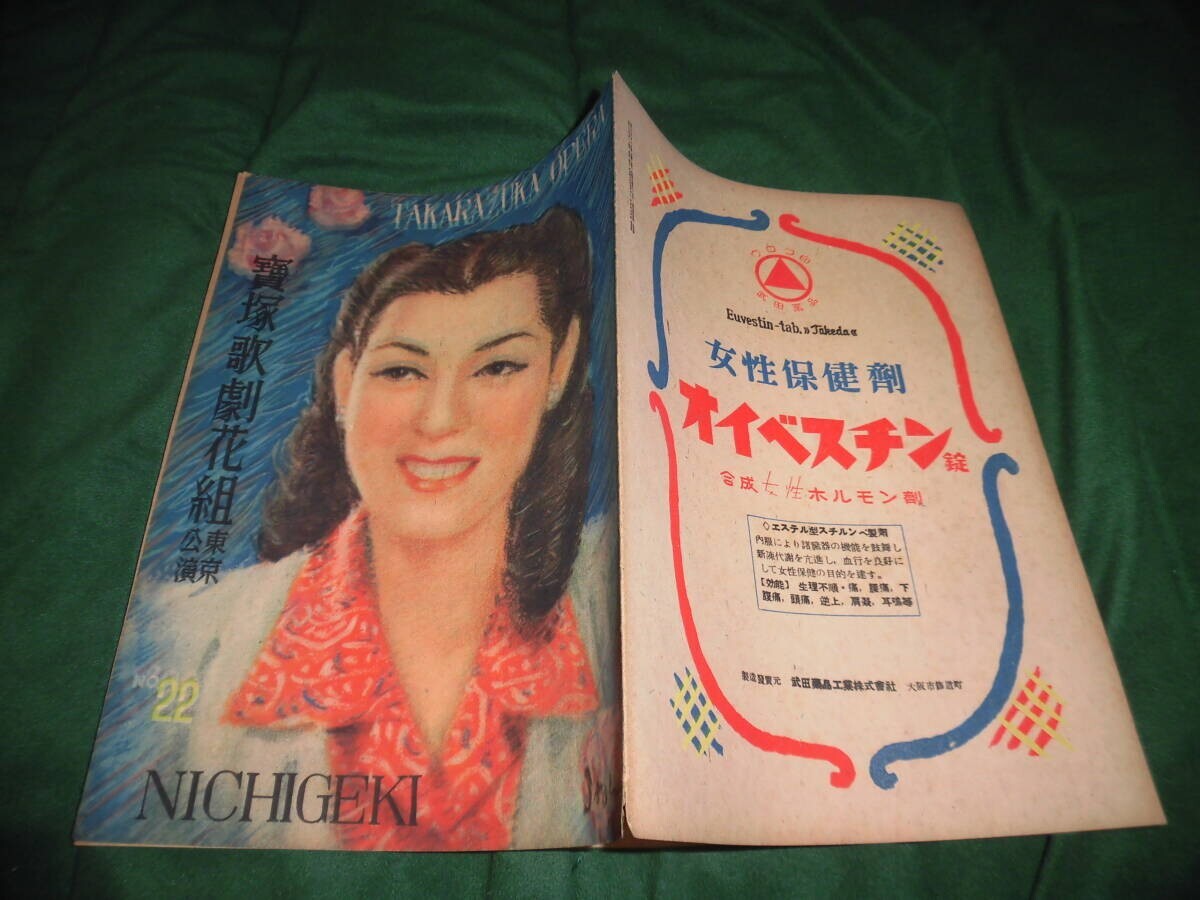 TAKARAZUKA OPERA
寶塚歌劇花組
東京
公演
NO.
22
NICHIGEKI
うろこ印
武田薬品
Euvestin-tab. »Takeda«
女性保健劑
オイベスチン錠
合成女性ホルモン劑
◇エステル型スチルンベ製劑
內服により諸臓器の機能を鼓舞し
新陳代謝を亢進し、血行を良好に
して女性保健の目的を達す。
【効能】 生理不順・痛，腰痛，下
腹痛，頭痛，逆上，肩凝，耳鳴等
製造發賣元 武田薬品工業株式會社 大阪市修道町